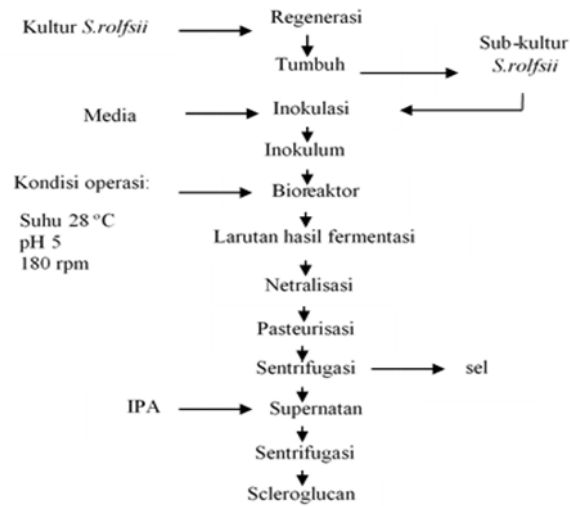 Kultur S.rolfsii
Regenerasi
Tumbuh
Sub-kultur
S.rolfsii
Media
Inokulasi
Inokulum
Kondisi operasi:
Bioreaktor
Suhu 28 °C
pH 5
180 rpm
Larutan hasil fermentasi
Netralisasi
Pasteurisasi
Sentrifugasi
sel
IPA
Supernatan
Sentrifugasi
Scleroglucan